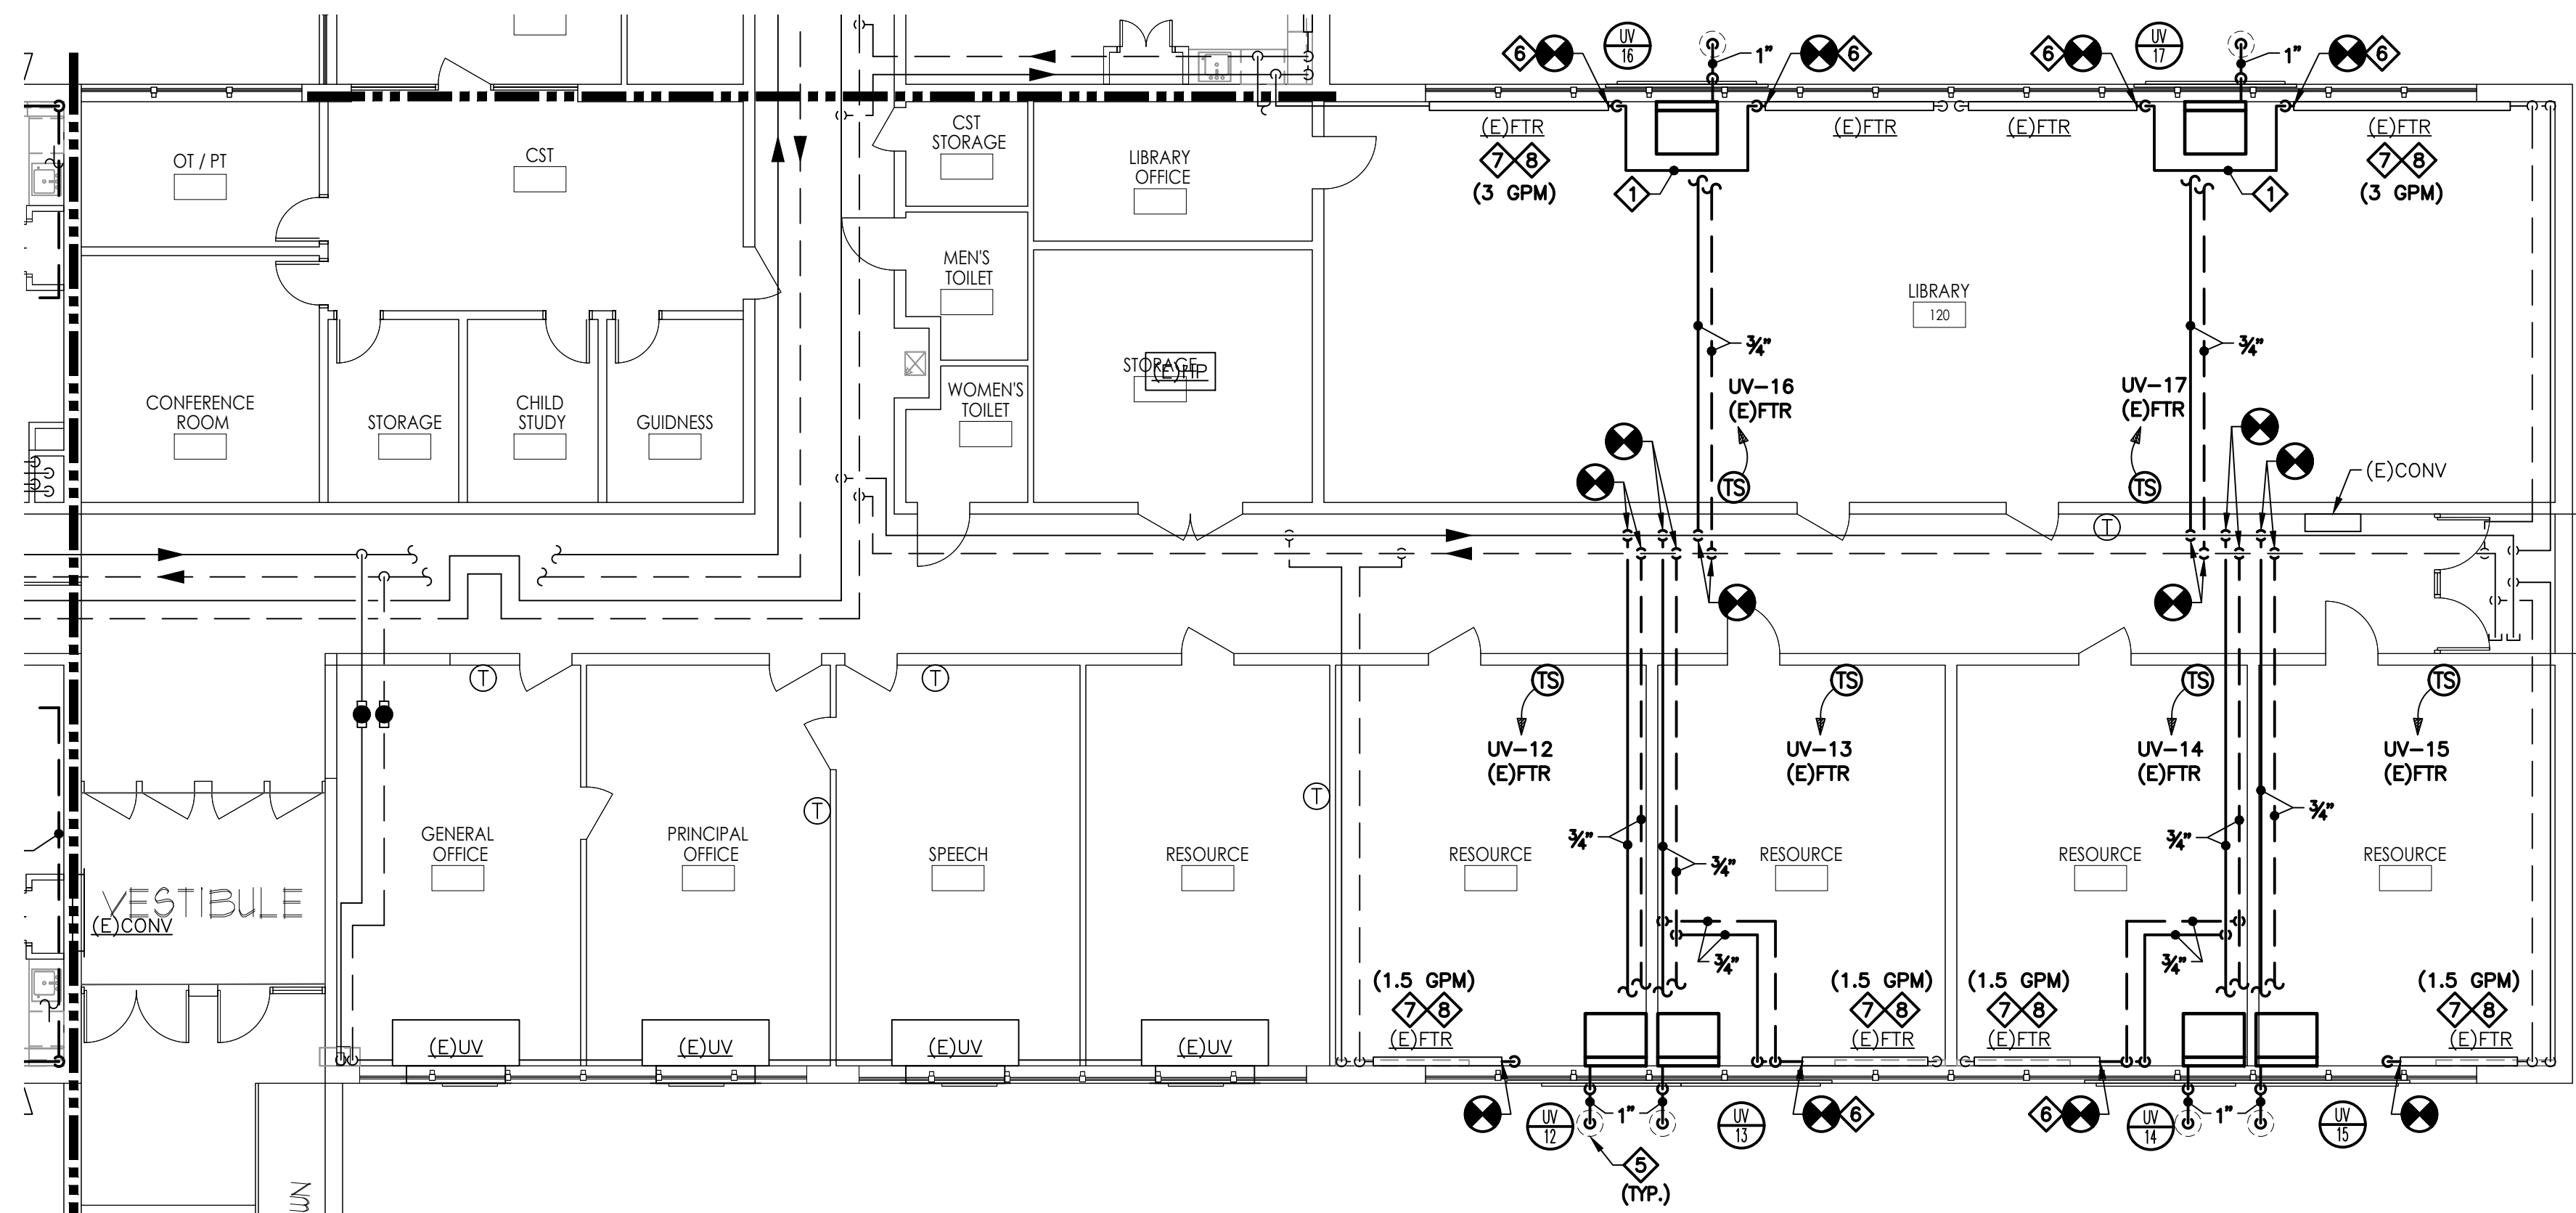 6
UV
16
1"
6
6
UV
17
1"
6
(E)FTR
(E)FTR
(E)FTR
(E)FTR
7 8
(3 GPM)
1
1
7 8
(3 GPM)
OT / PT
CST
CST
STORAGE
LIBRARY
OFFICE
MEN'S
TOILET
LIBRARY
120
3/4"
3/4"
STORAGE
(E)HP
UV-16
(E)FTR
UV-17
(E)FTR
CONFERENCE
ROOM
STORAGE
CHILD
STUDY
GUIDNESS
WOMEN'S
TOILET
TS
TS
(E)CONV
T
T
T
TS
TS
TS
TS
UV-12
(E)FTR
UV-13
(E)FTR
UV-14
(E)FTR
UV-15
(E)FTR
T
T
3/4"
3/4"
3/4"
3/4"
GENERAL
OFFICE
PRINCIPAL
OFFICE
SPEECH
RESOURCE
RESOURCE
RESOURCE
RESOURCE
RESOURCE
VESTIBULE
(E)CONV
3/4"
3/4"
(1.5 GPM)
7 8
(E)FTR
(1.5 GPM)
7 8
(E)FTR
(1.5 GPM)
7 8
(E)FTR
(1.5 GPM)
7 8
(E)FTR
(E)UV
(E)UV
(E)UV
(E)UV
UV
12
1"
UV
13
6
6
UV
14
1"
UV
15
5
(TYP.)